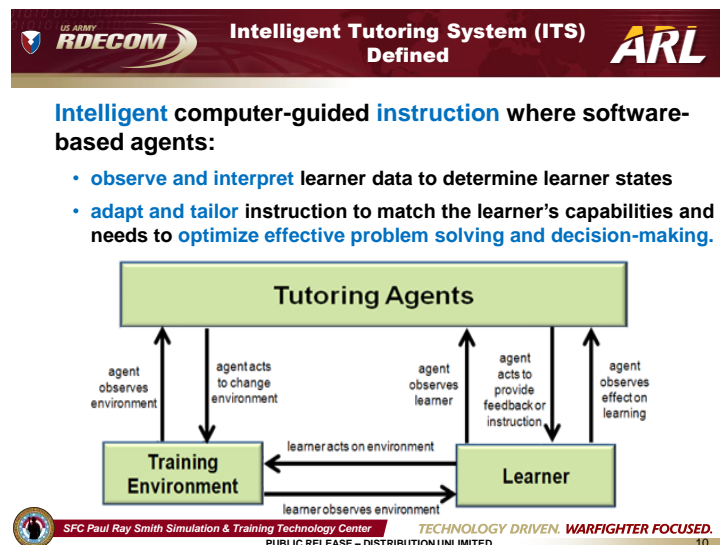 US ARMY
RDECOM
Intelligent Tutoring System (ITS)
Defined
ARL
Intelligent computer-guided instruction where software-
based agents:
• observe and interpret learner data to determine learner states
• adapt and tailor instruction to match the learner's capabilities and
needs to optimize effective problem solving and decision-making.
Tutoring Agents
agent
observes
environment
agent acts
to change
environment
agent
observes
learner
agent
acts to
provide
feedback or
instruction
agent
observes
effect on
learning
learner acts on environment
Training
Environment
Learner
learner observes environment
SFC Paul Ray Smith Simulation & Training Technology Center
TECHNOLOGY DRIVEN. WARFIGHTER FOCUSED.
PUBLIC RELEASE – DISTRIBUTION UNLIMITED
10